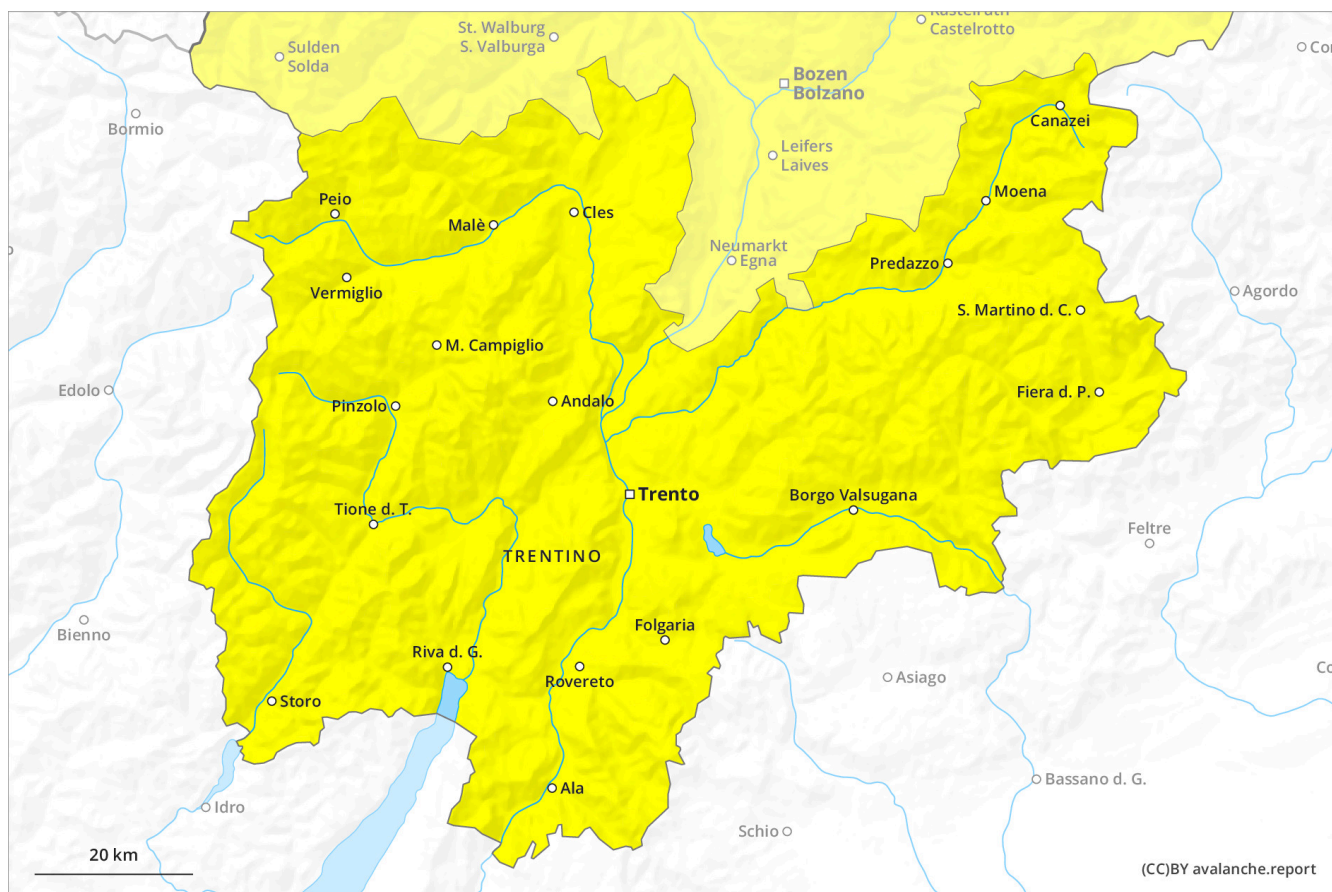 Kastelruth
Castelrotto
St. Walburg
S. Valburga
Sulden
Solda
Bozen
Bolzano
Bormio
Canazei
Leifers
Laives
Peio
Malè
Cles
Moena
Neumarkt
Egna
Predazzo
Vermiglio
Agordo
S. Martino d. C.
M. Campiglio
Edolo
Pinzolo
Andalo
Fiera d. P.
Trento
Borgo Valsugana
Tione d. T.
Feltre
TRENTINO
Bienno
Folgaria
Riva d. G.
Rovereto
Asiago
Storo
Bassano d. G.
Ala
Idro
Schio
20 km
(CC)BY avalanche.report